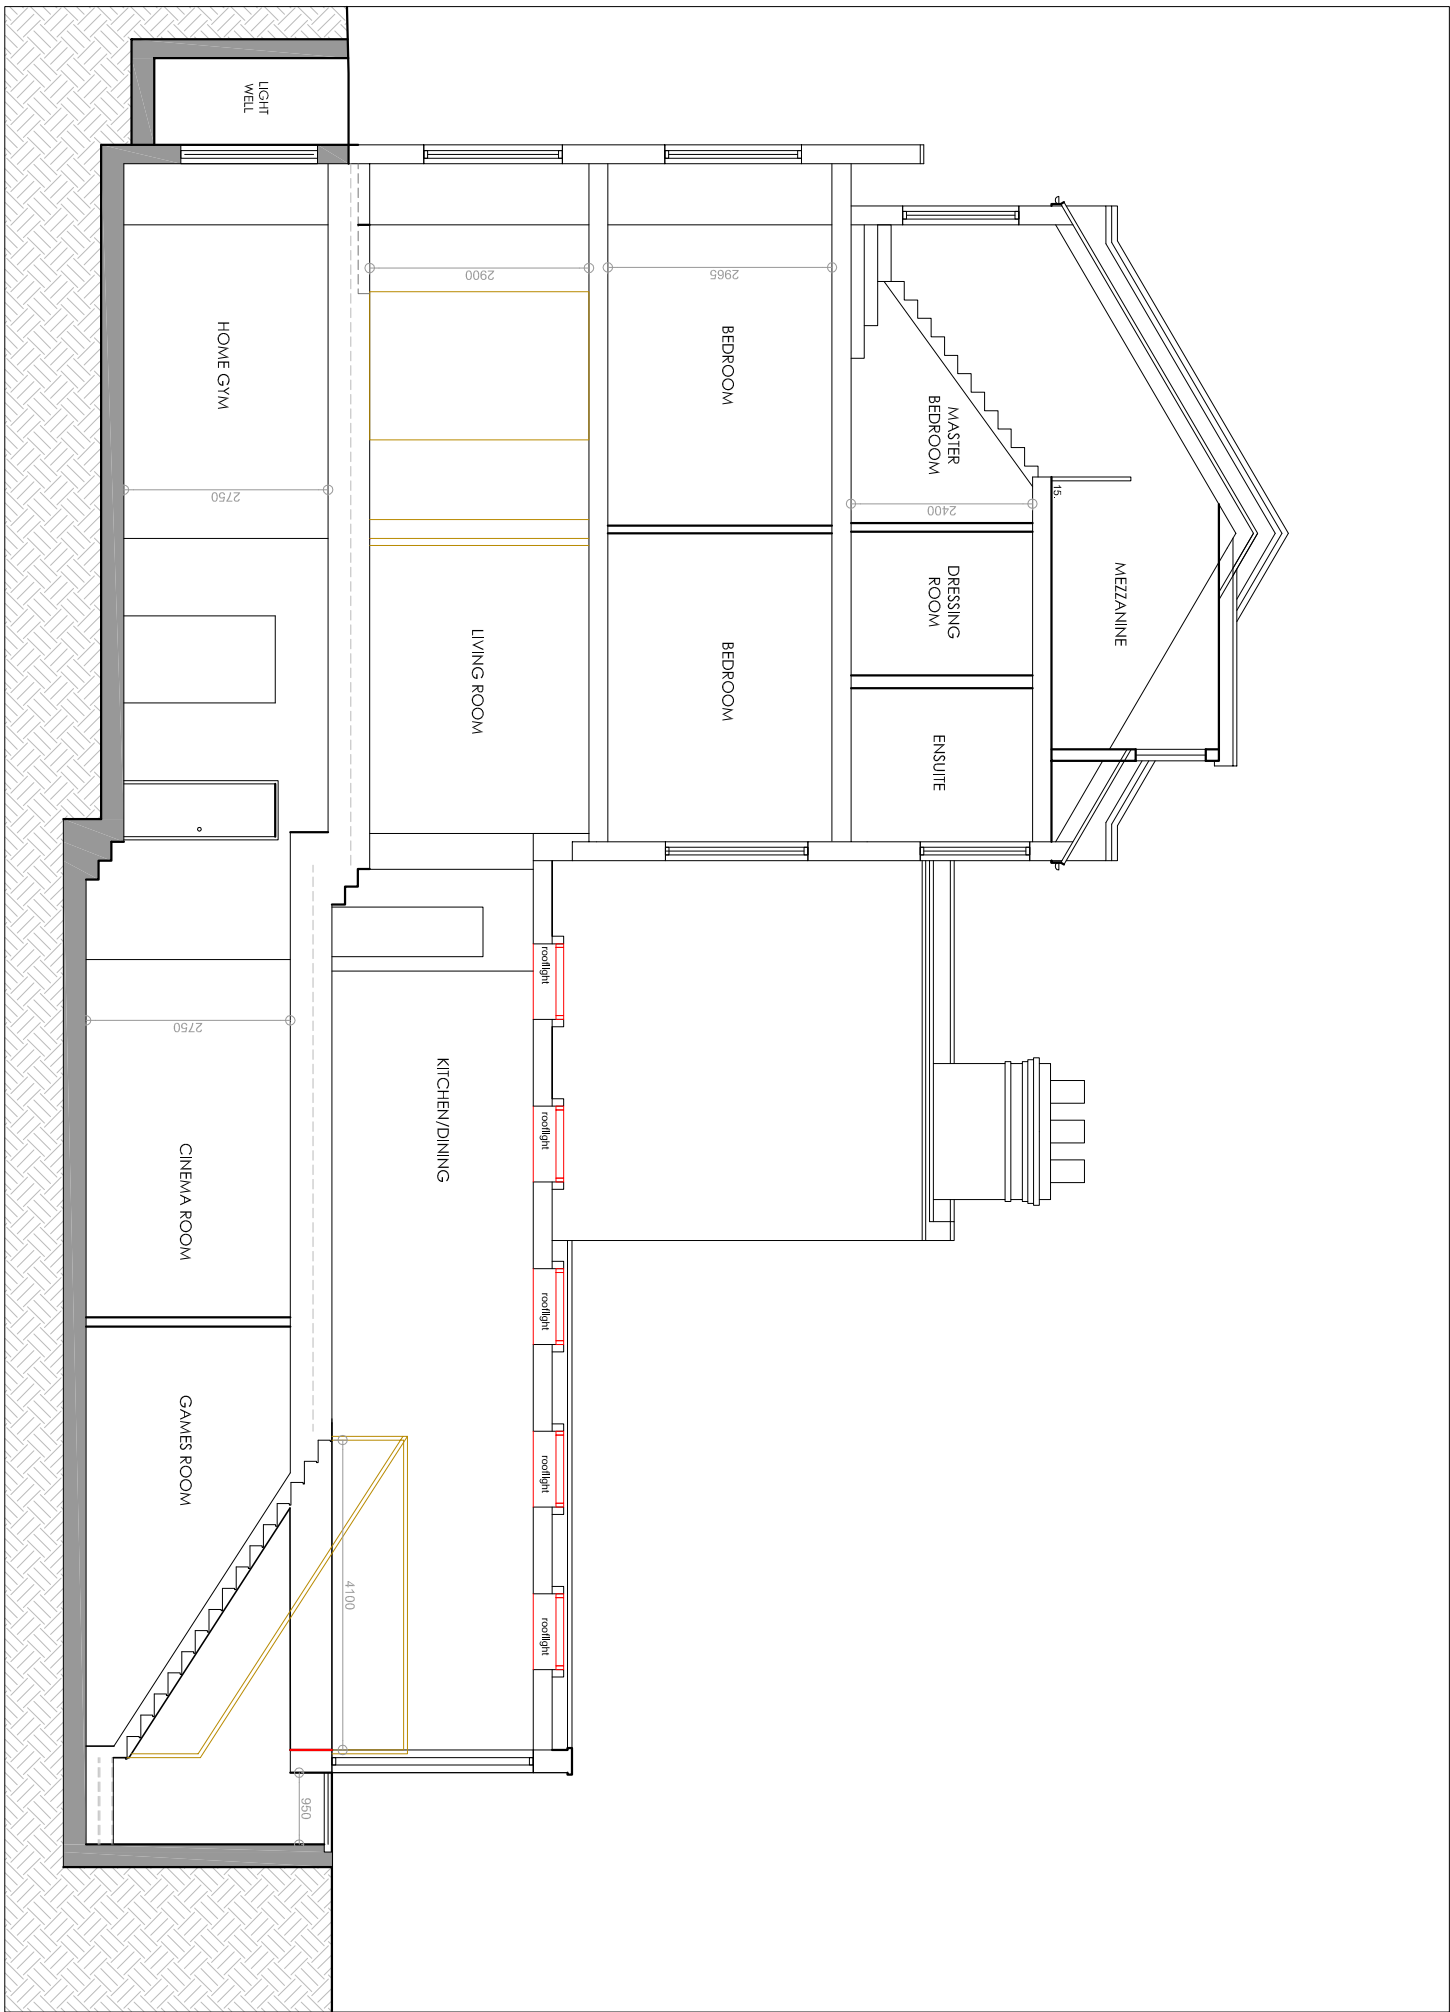 MEZZANINE
15.
MASTER
BEDROOM
2400
DRESSING
ROOM
ENSUITE
2965
BEDROOM
BEDROOM
2900
LIVING ROOM
rooflight
rooflight
rooflight
rooflight
rooflight
KITCHEN/DINING
4100
950
LIGHT
WELL
HOME GYM
2750
2750
CINEMA ROOM
GAMES ROOM